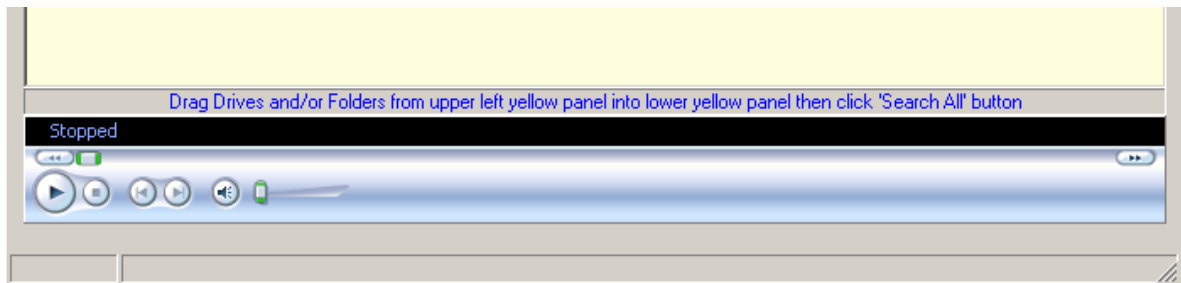 Drag Drives and/or Folders from upper left yellow panel into lower yellow panel then click 'Search All' button
Stopped